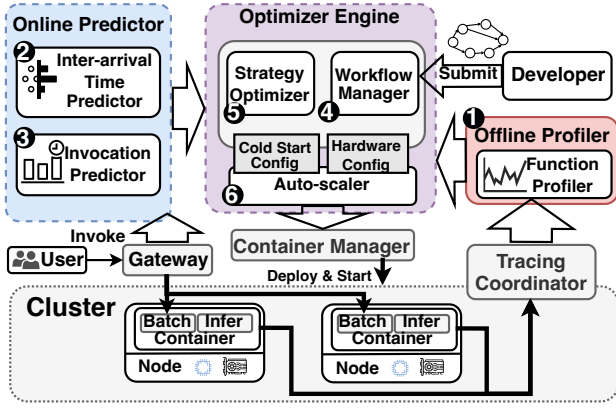 Online Predictor
2
Inter-arrival
Time
Predictor
3
Invocation
Predictor
Optimizer Engine
Strategy
Optimizer
5
Workflow
Manager
4
Cold Start
Config
Hardware
Config
6
Auto-scaler
Submit
Developer
1
Offline Profiler
Function
Profiler
Invoke
User
Gateway
Container Manager
Deploy & Start
Tracing
Coordinator
Cluster
Batch Infer
Container
Node
Batch Infer
Container
Node